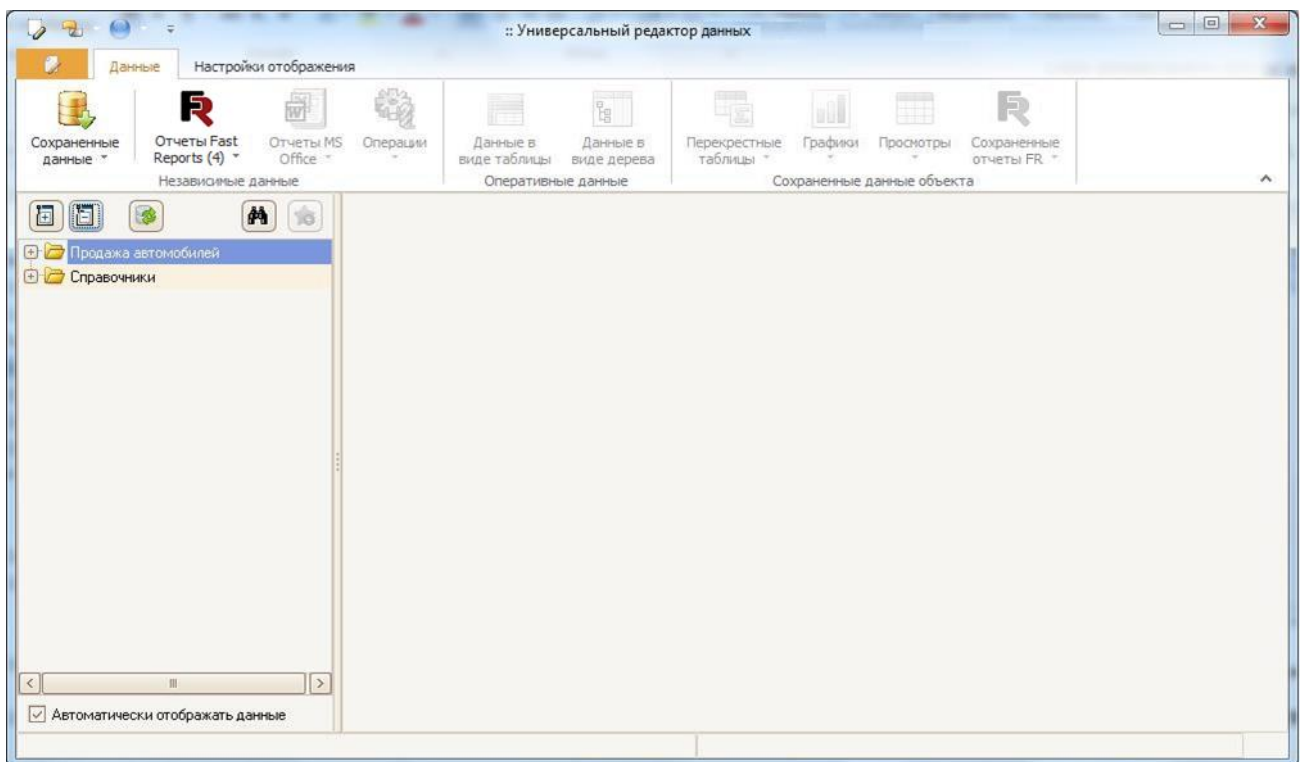 :: Универсальный редактор данных
Данные Настройки отображения
Сохраненные
данные
Отчеты Fast
Reports (4)
Отчеты MS
Office
Операции
Независимые данные
Данные в
виде таблицы
Данные в
виде дерева
Оперативные данные
Перекрестные
таблицы
Графики
Просмотры
Сохраненные
отчеты FR
Сохраненные данные объекта
Продажа автомобилей
Справочники
Автоматически отображать данные